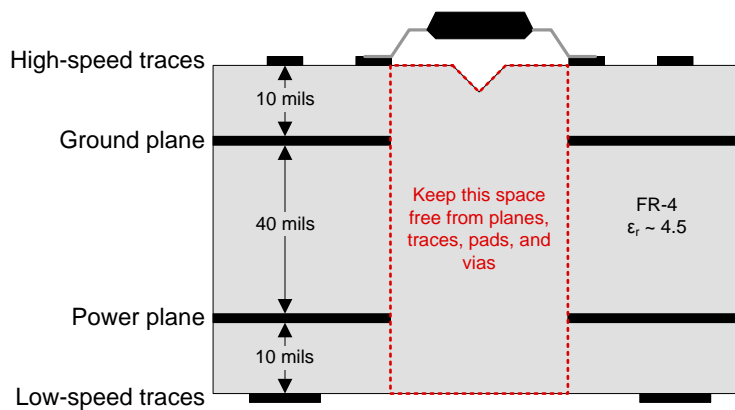 High-speed traces
10 mils
Ground plane
Keep this space
free from planes,
traces, pads, and
vias
FR-4
εr ~ 4.5
40 mils
Power plane
10 mils
Low-speed traces